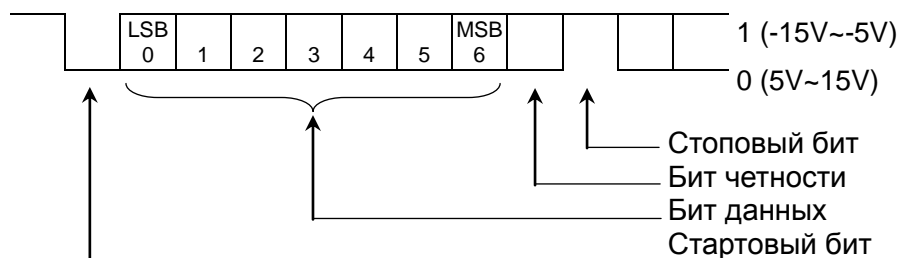 LSB MSB
0 1 2 3 4 5 6
1 (-15V~-5V)
0 (5V~15V)
Стоповый бит
Бит четности
Бит данных
Стартовый бит